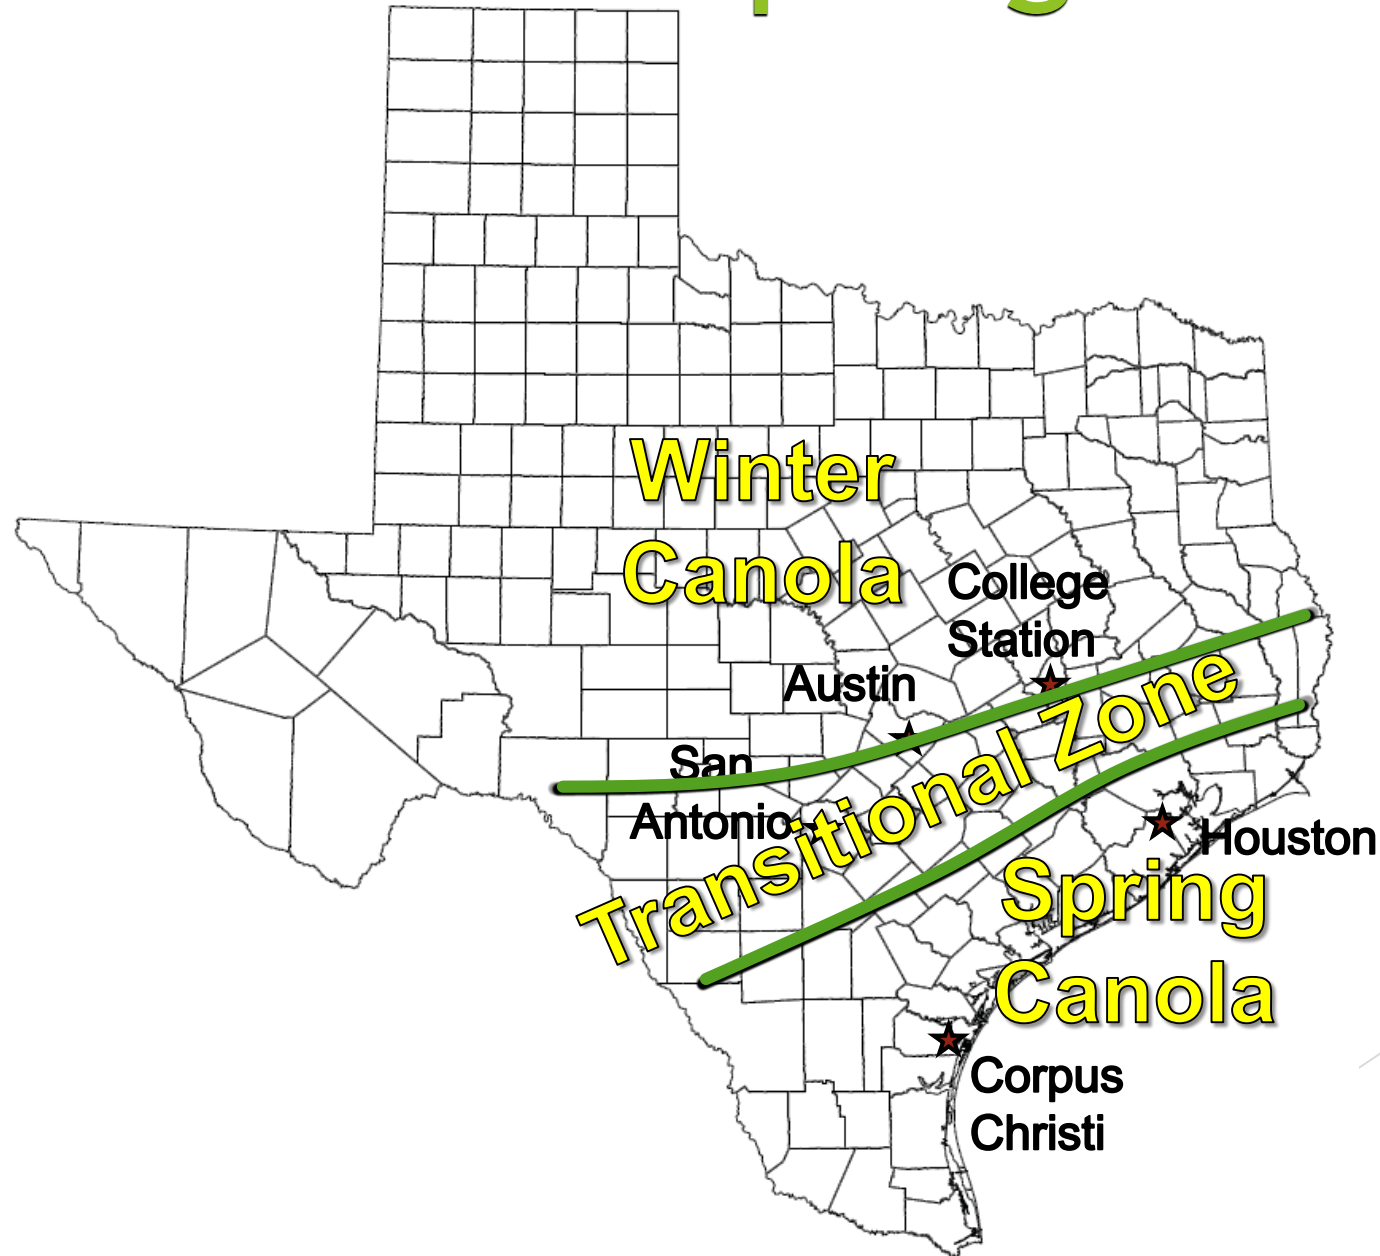 Winter
Canola
College
Station
Austin
San
Antonio
Transitional Zone
Houston
Spring
Canola
Corpus
Christi